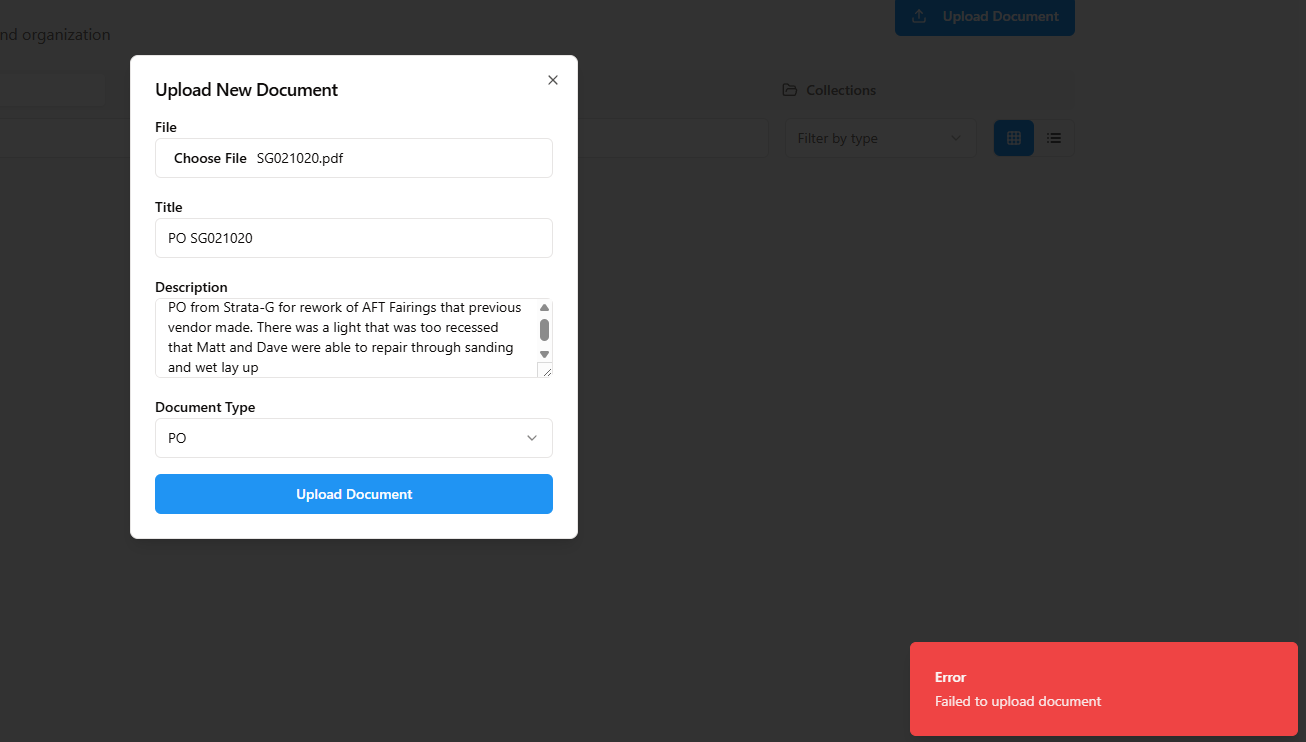 Upload Document
nd organization
Upload New Document
Collections
File
Choose File SG021020.pdf
Filter by type
Title
PO SG021020
Description
PO from Strata-G for rework of AFT Fairings that previous
vendor made. There was a light that was too recessed
that Matt and Dave were able to repair through sanding
and wet lay up
Document Type
PO
Upload Document
Error
Failed to upload document